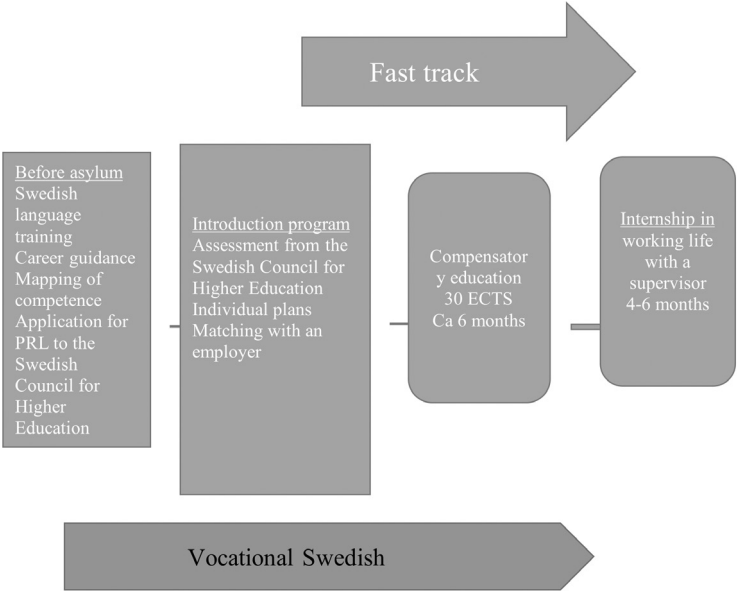 Fast track
Before asylum
Swedish
language
training
Career guidance
Mapping of
competence
Application for
PRL to the
Swedish
Council for
Higher
Education
Introduction program
Assessment from the
Swedish Council for
Higher Education
Individual plans
Matching with an
employer
Compensator
y education
30 ECTS
Ca 6 months
Internship in
working life
with a
supervisor
4-6 months
Vocational Swedish